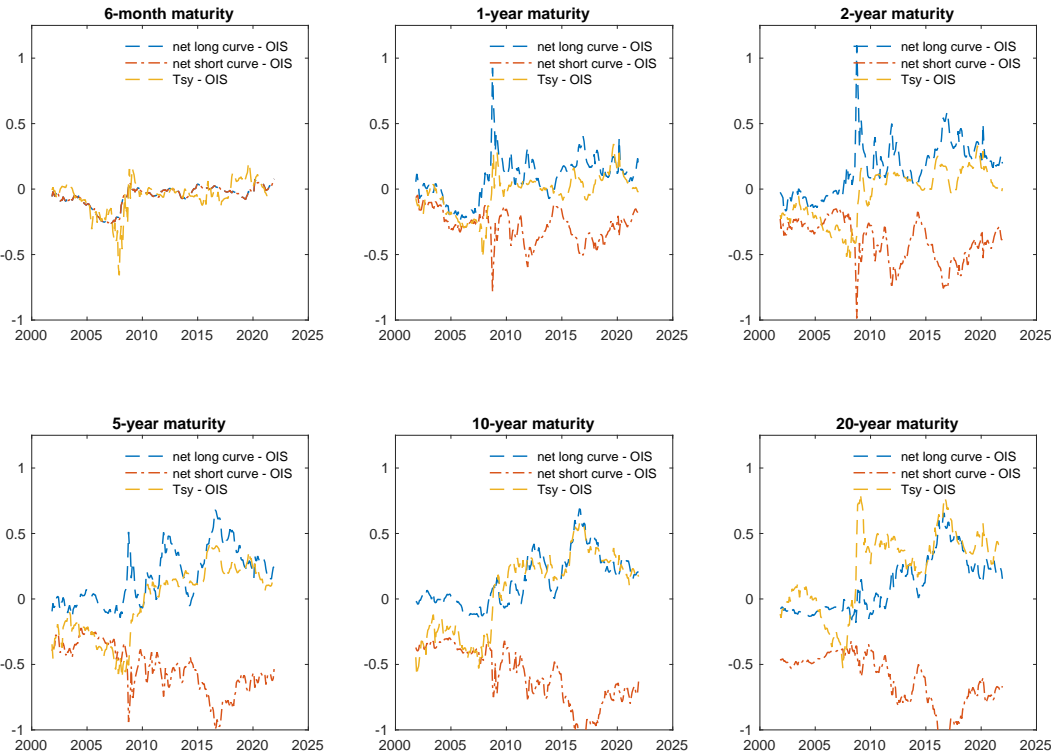 6-month maturity
1
0.5
0
-0.5
-1
2000 2005 2010 2015 2020 2025
net long curve - OIS
net short curve - OIS
Tsy - OIS
1-year maturity
1
0.5
0
-0.5
-1
2000 2005 2010 2015 2020 2025
net long curve - OIS
net short curve - OIS
Tsy - OIS
2-year maturity
1
0.5
0
-0.5
-1
2000 2005 2010 2015 2020 2025
net long curve - OIS
net short curve - OIS
Tsy - OIS
5-year maturity
1
0.5
0
-0.5
-1
2000 2005 2010 2015 2020 2025
net long curve - OIS
net short curve - OIS
Tsy - OIS
10-year maturity
1
0.5
0
-0.5
-1
2000 2005 2010 2015 2020 2025
net long curve - OIS
net short curve - OIS
Tsy - OIS
20-year maturity
1
0.5
0
-0.5
-1
2000 2005 2010 2015 2020 2025
net long curve - OIS
net short curve - OIS
Tsy - OIS